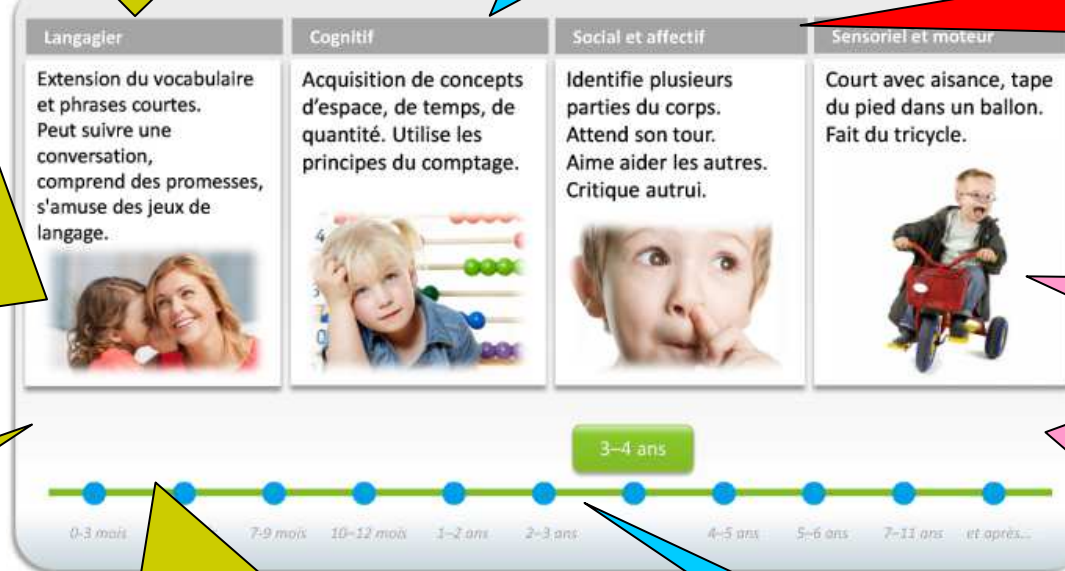 Langagier
Extension du vocabulaire
et phrases courtes.
Peut suivre une
conversation,
comprend des promesses,
s'amuse des jeux de
langage.
Cognitif
Acquisition de concepts
d'espace, de temps, de
quantité. Utilise les
principes du comptage.
Social et affectif
Identifie plusieurs
parties du corps.
Attend son tour.
Aime aider les autres.
Critique autrui.
Sensoriel et moteur
Court avec aisance, tape
du pied dans un ballon.
Fait du tricycle.
3–4 ans
0-3 mois 7-9 mois 10–12 mois 1–2 ans 2–3 ans 4–5 ans 5–6 ans 7–11 ans et après...